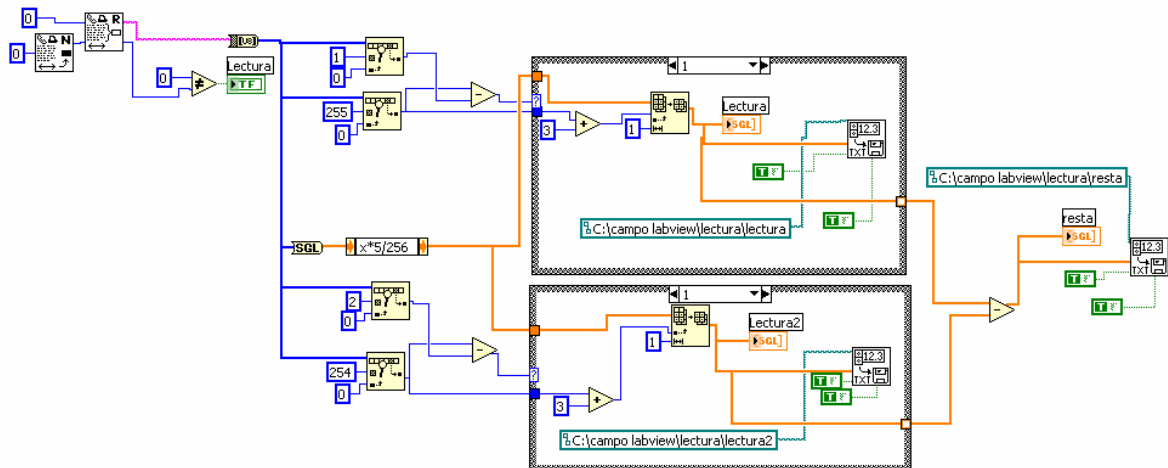 0
R
0
N
[U8]
Lectura
0
≠
TF
1
0
255
0
-
1
?
3
+
1
Lectura
SGL]
12.3
TXT
T F
T F
C:\campo labview\lectura\lectura
C:\campo labview\lectura\resta
resta
SGL]
12.3
TXT
T F
T F
-
SGL
x*5/256
2
0
254
0
-
1
?
3
+
1
Lectura2
SGL]
12.3
TXT
T F
T F
C:\campo labview\lectura\lectura2